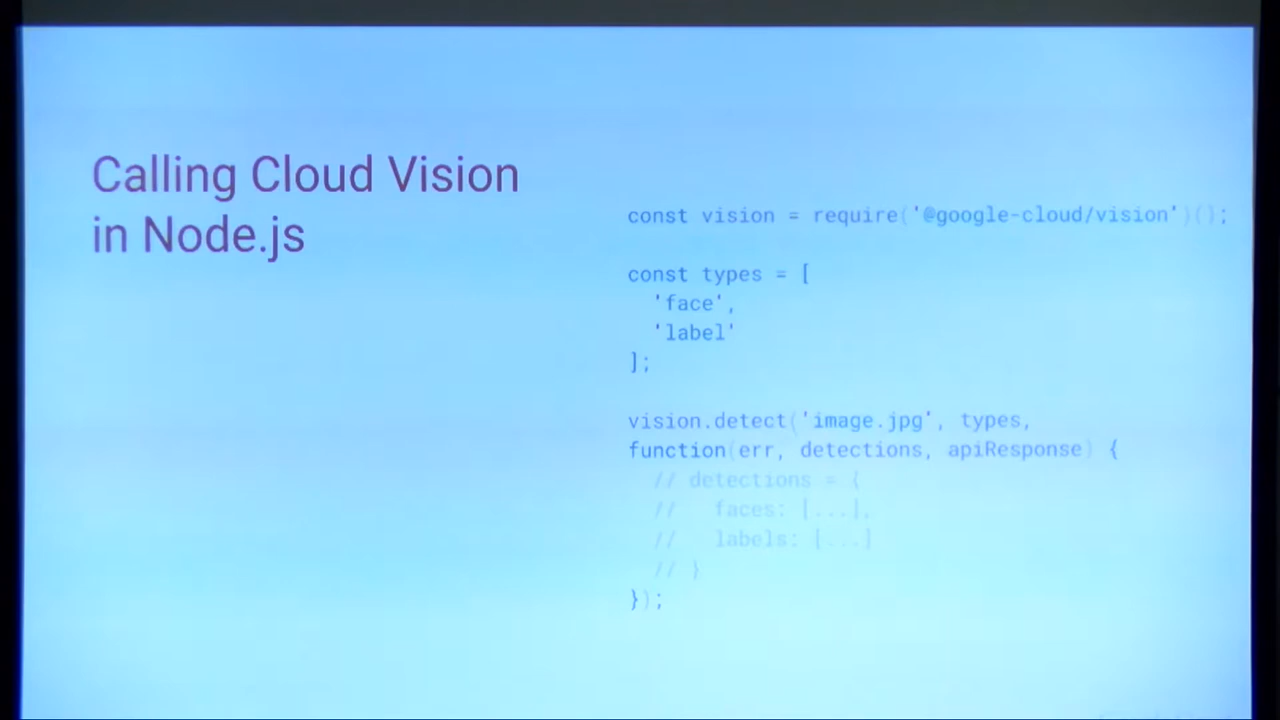 Calling Cloud Vision
in Node.js
const vision = require('@google-cloud/vision')();
const types = [
  'face',
  'label'
];
vision.detect('image.jpg', types,
function(err, detections, apiResponse) {
  // detections = {
  //   faces: [...],
  //   labels: [...]
  // }
});